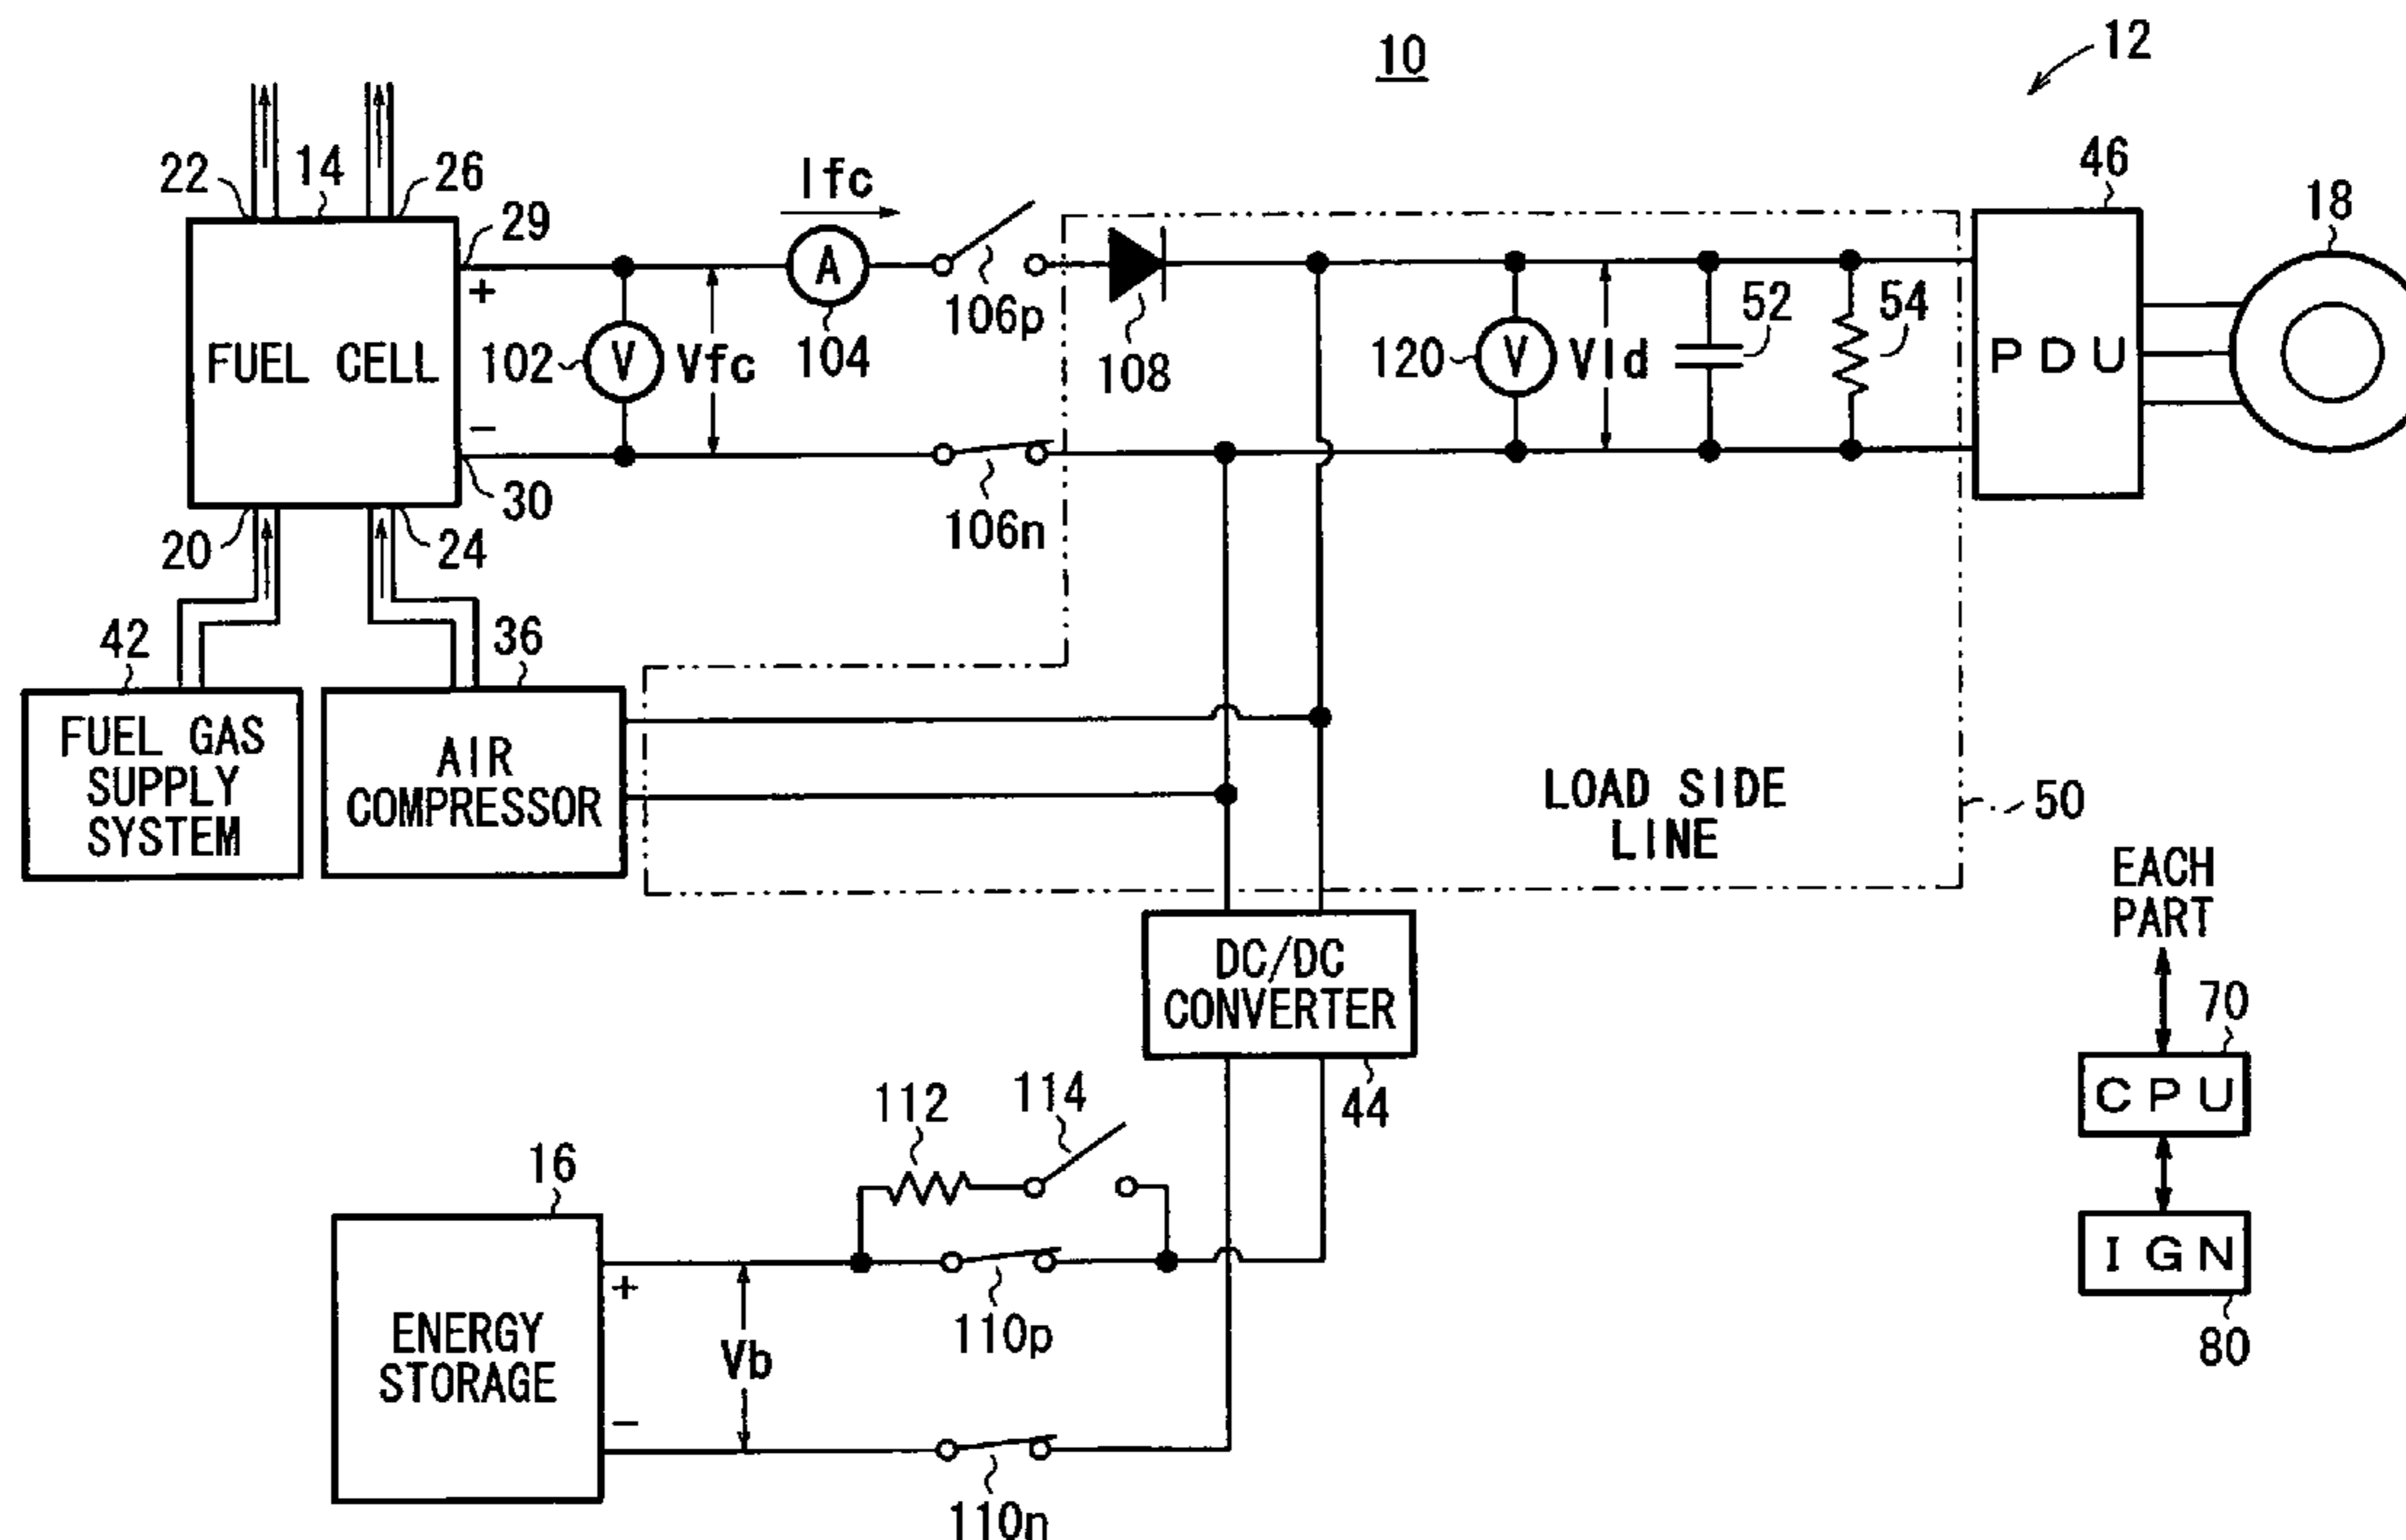 10
12
22
14
26
29
Ifc
46
18
+
A
106p
FUEL CELL
102
V
Vfc
104
108
120
V
Vld
52
54
PDU
−
30
106n
20
24
42
36
FUEL GAS
SUPPLY
SYSTEM
AIR
COMPRESSOR
LOAD SIDE
LINE
50
EACH
PART
DC/DC
CONVERTER
44
70
CPU
112
114
16
IGN
80
+
ENERGY
STORAGE
Vb
110p
−
110n